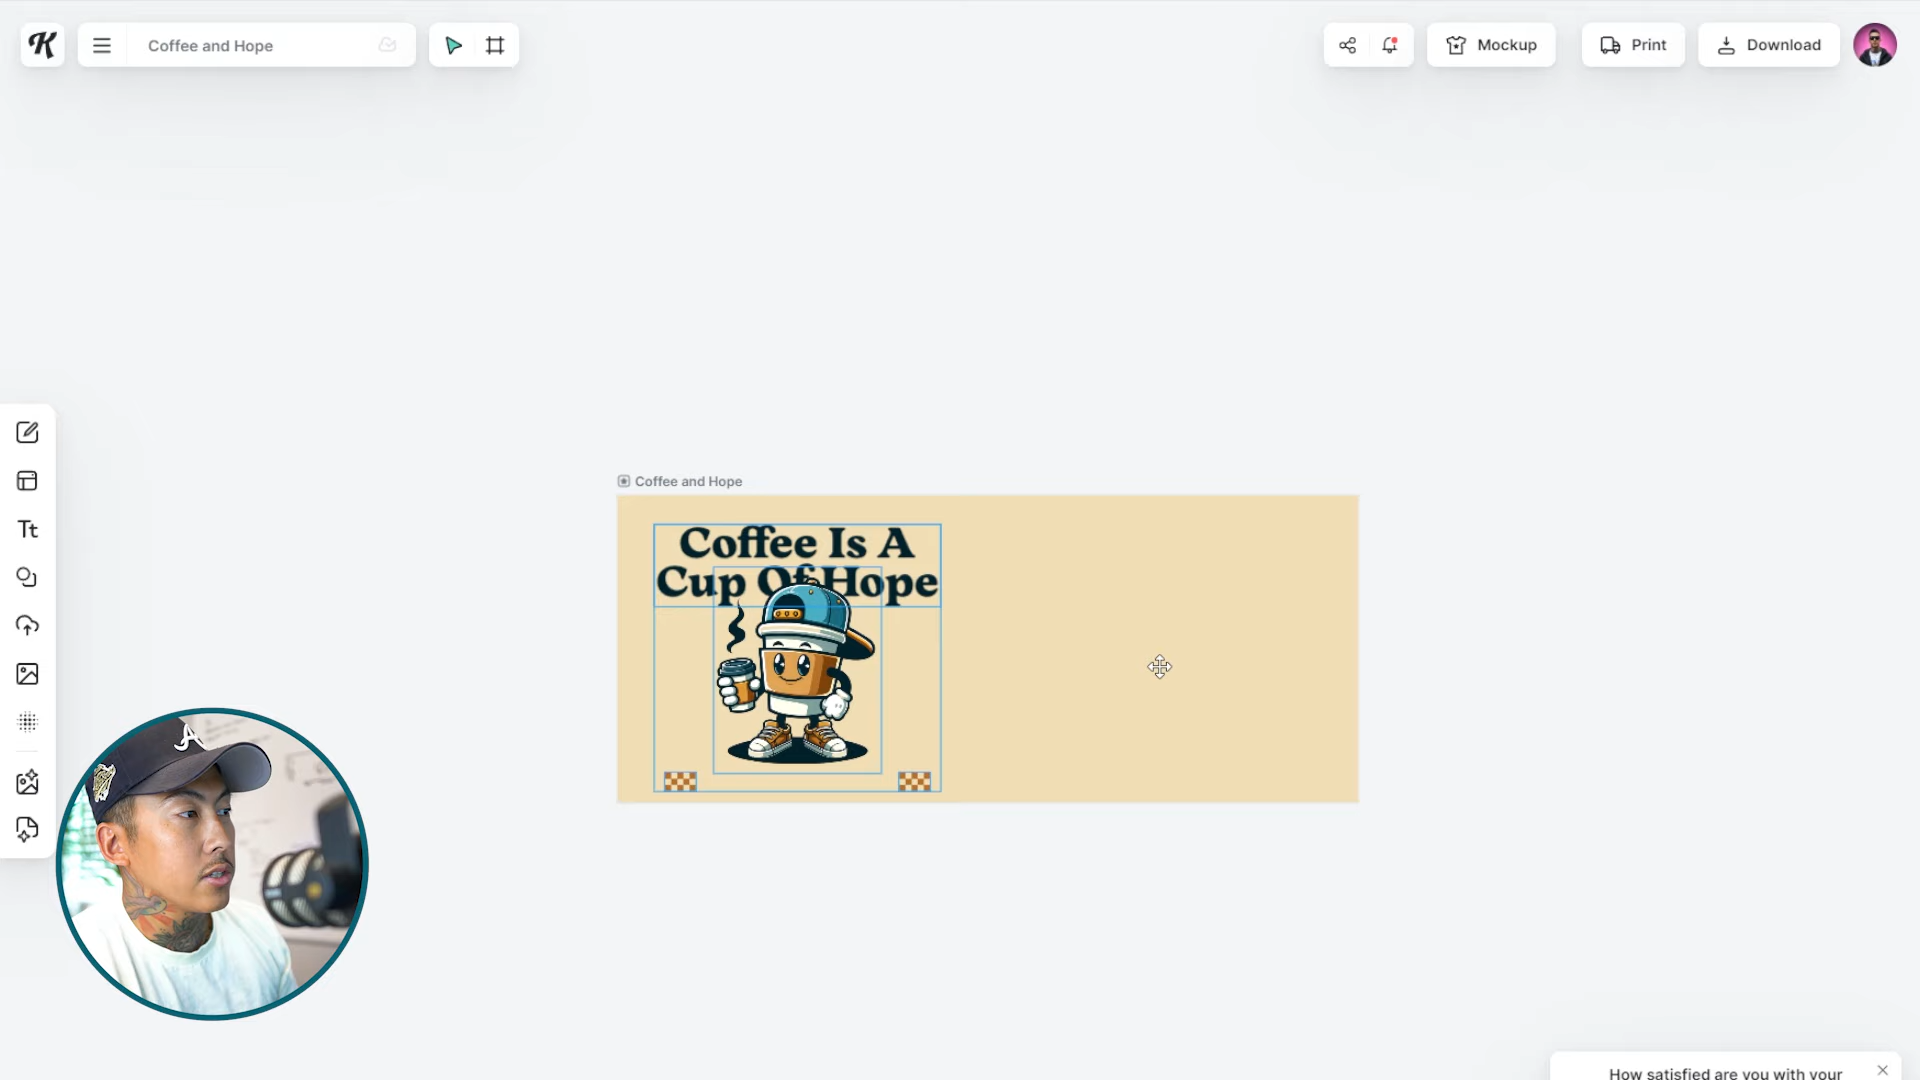 K
Coffee and Hope
Mockup
Print
Download
Tt
Coffee and Hope
Coffee Is A
Cup Of Hope
A
How satisfied are you with your